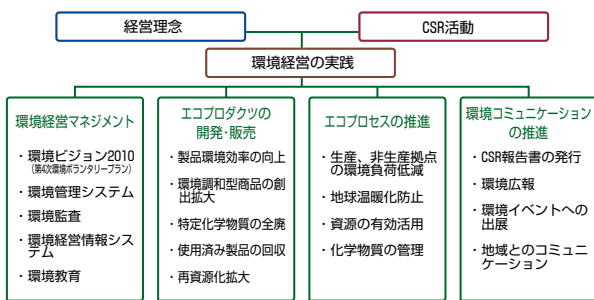 経営理念
CSR活動
環境経営の実践
環境経営マネジメント
・環境ビジョン2010
（第4次環境ボランタリープラン）
・環境管理システム
・環境監査
・環境経営情報シス
テム
・環境教育
エコプロダクツの
開発・販売
・製品環境効率の向上
・環境調和型商品の創
出拡大
・特定化学物質の全廃
・使用済み製品の回収
・再資源化拡大
エコプロセスの推進
・生産、非生産拠点
の環境負荷低減
・地球温暖化防止
・資源の有効活用
・化学物質の管理
環境コミュニケーション
の推進
・CSR報告書の発行
・環境広報
・環境イベントへの
出展
・地域とのコミュニ
ケーション